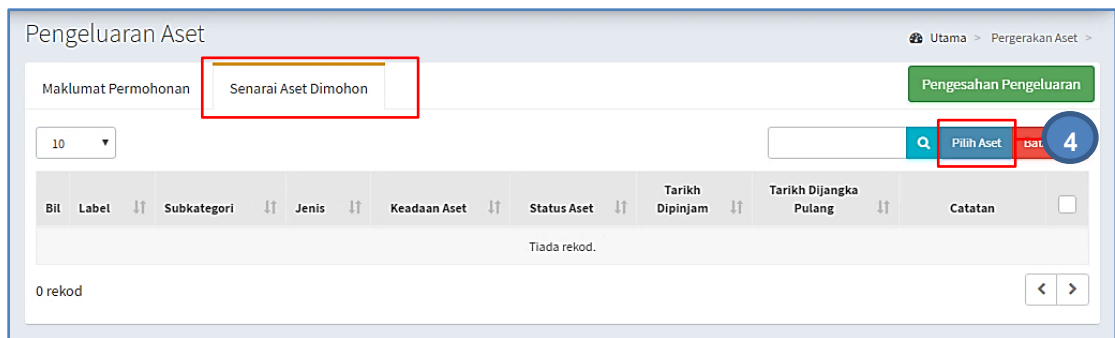 Pengeluaran Aset
Utama > Pergerakan Aset >
Maklumat Permohonan
Senarai Aset Dimohon
Pengesahan Pengeluaran
10
Pilih Aset
4
Bil
Label
Subkategori
Jenis
Keadaan Aset
Status Aset
Tarikh
Dipinjam
Tarikh Dijangka
Pulang
Catatan
Tiada rekod.
0 rekod
< >